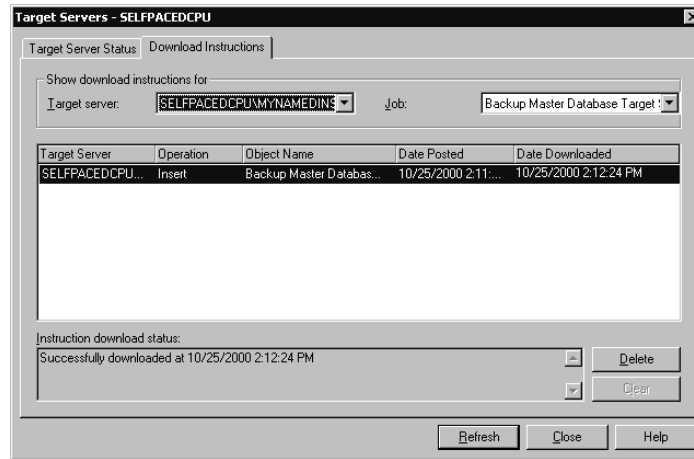 Target Servers - SELFPACEDCPU
Target Server Status Download Instructions
Show download instructions for
Target server: SELFPACEDCPU\MYNAMEDINS Job: Backup Master Database Target
Target Server Operation Object Name Date Posted Date Downloaded
SELFPACEDCPU... Insert Backup Master Databas... 10/25/2000 2:11:... 10/25/2000 2:12:24 PM
Instruction download status:
Successfully downloaded at 10/25/2000 2:12:24 PM
Delete
Clear
Refresh Close Help